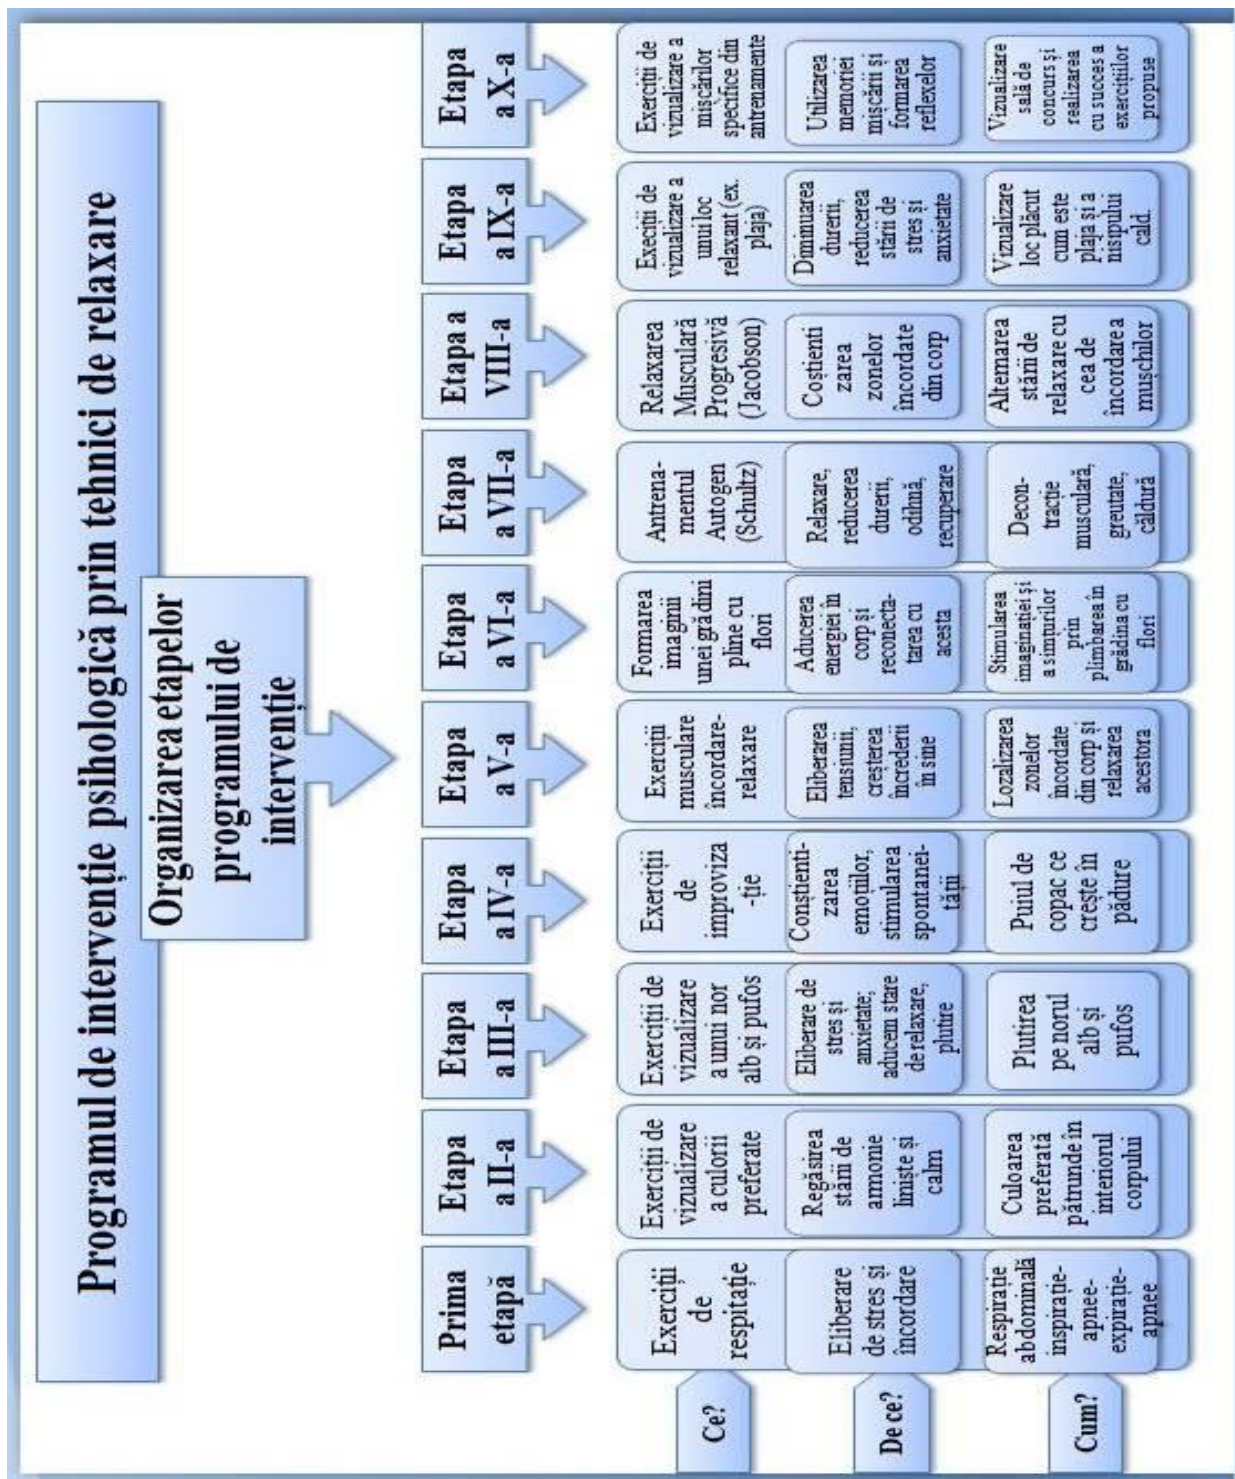 Programul de intervenție psihologică prin tehnici de relaxare
Organizarea etapelor
programului de
intervenție
Prima
etapă
Etapa
a II-a
Etapa
a III-a
Etapa
a IV-a
Etapa
a V-a
Etapa
a VI-a
Etapa
a VII-a
Etapa a
VIII-a
Etapa
a IX-a
Etapa
a X-a
Ce?
Exerciții
de
respitație
Exerciții de
vizualizare
a culorii
preferate
Exerciții de
vizualizare
a unui nor
alb și pufos
Exerciții
de
improviza
-ție
Exerciții
musculare
încordare-
relaxare
Formarea
imaginii
unei grădini
pline cu
flori
Antrena-
mentul
Autogen
(Schultz)
Relaxarea
Musculară
Progresivă
(Jacobson)
Execiții de
vizualizare a
unui loc
relaxant (ex.
plaja)
Exerciții de
vizualizare a
mișcărilor
specifice din
antrenamente
De ce?
Eliberare
de stres și
încordare
Regăsirea
stării de
armonie
liniște și
calm
Eliberare de
stres și
anxietate;
aducem stare
de relaxare,
plutire
Conștienti-
zarea
emoțiilor,
stimularea
spontanei-
tății
Eliberarea
tensiunii,
creșterea
încrederii
în sine
Aducerea
energiei în
corp și
reconecta-
tarea cu
acesta
Relaxare,
reducerea
durerii,
odihnă,
recuperare
Coștienti
zarea
zonelor
încordate
din corp
Diminuarea
durerii,
reducerea
stării de
stres și
anxietate
Utilizarea
memoriei
mișcării și
formarea
reflexelor
Cum?
Respirație
abdominală
inspirație-
apnee-
expirație-
apnee
Culoarea
preferată
pătrunde în
interiorul
corpului
Plutirea
pe norul
alb și
pufos
Puiul de
copac ce
crește în
pădure
Lozalizarea
zonelor
încordate
din corp și
relaxarea
acestora
Stimularea
imaginației și
a simțurilor
prin
plimbarea în
grădina cu
flori
Decon-
tracție
musculară,
greutate,
căldură
Alternarea
stării de
relaxare cu
cea de
încordare a
mușchilor
Vizualizare
loc plăcut
cum este
plaja și a
nisipului
cald.
Vizualizare
sală de
concurs și
realizarea
cu succes a
exercițiilor
propuse